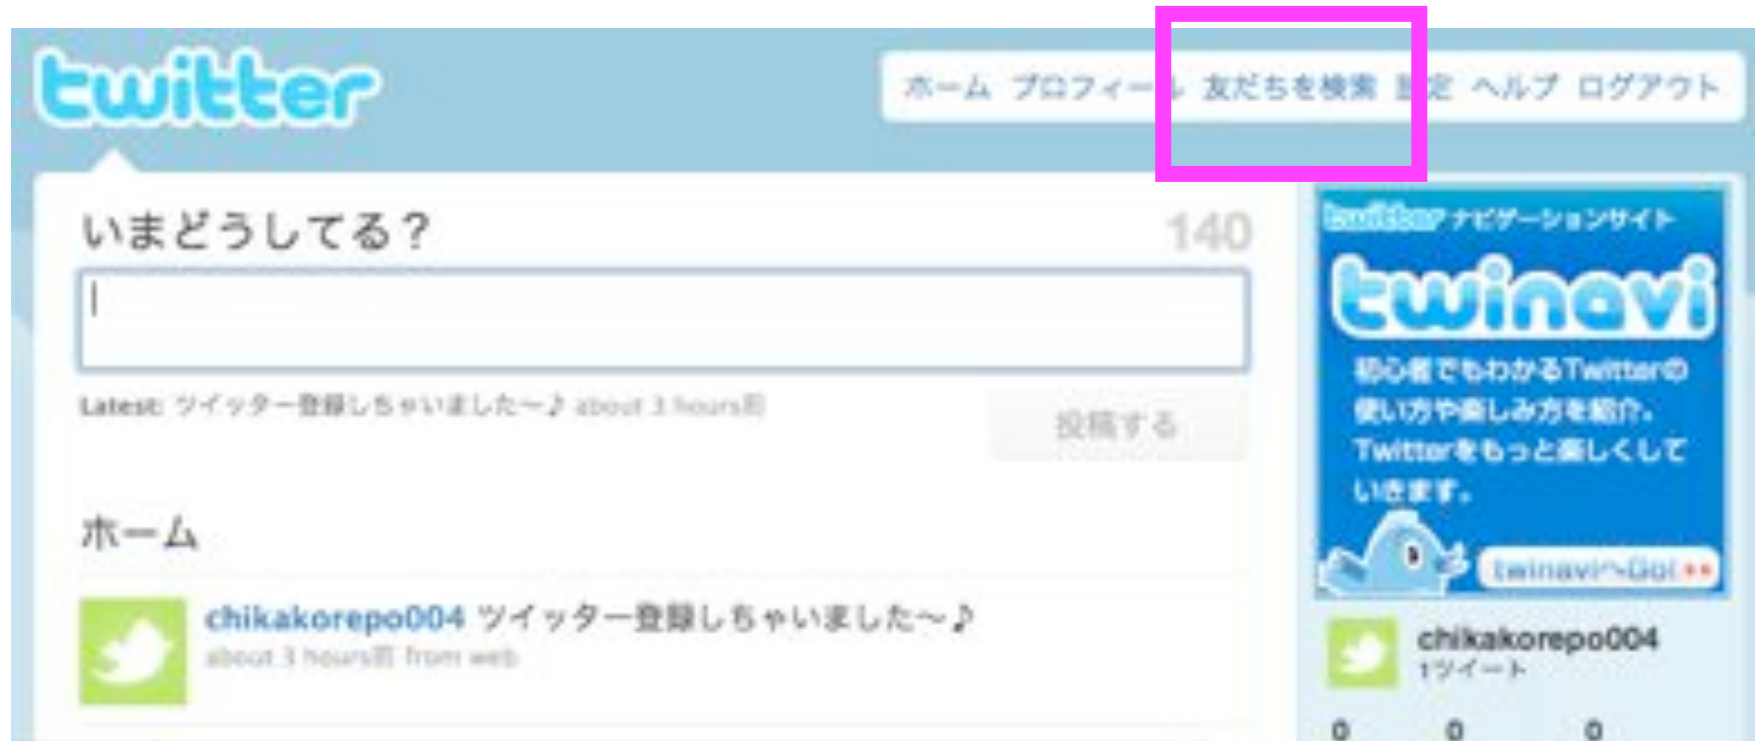 twitter
ホーム プロフィール 友だちを検索 設定 ヘルプ ログアウト
いまどうしてる？
140
Latest: ツイッター登録しちゃいました〜♪ about 3 hours前
投稿する
ホーム
chikakorepo004 ツイッター登録しちゃいました〜♪
about 3 hours前 from web
twitterナビゲーションサイト
twinavi
初心者でもわかるTwitterの
使い方や楽しみ方を紹介。
Twitterをもっと楽しくして
いきます。
twinaviへGo!
chikakorepo004
1ツイート
0 0 0